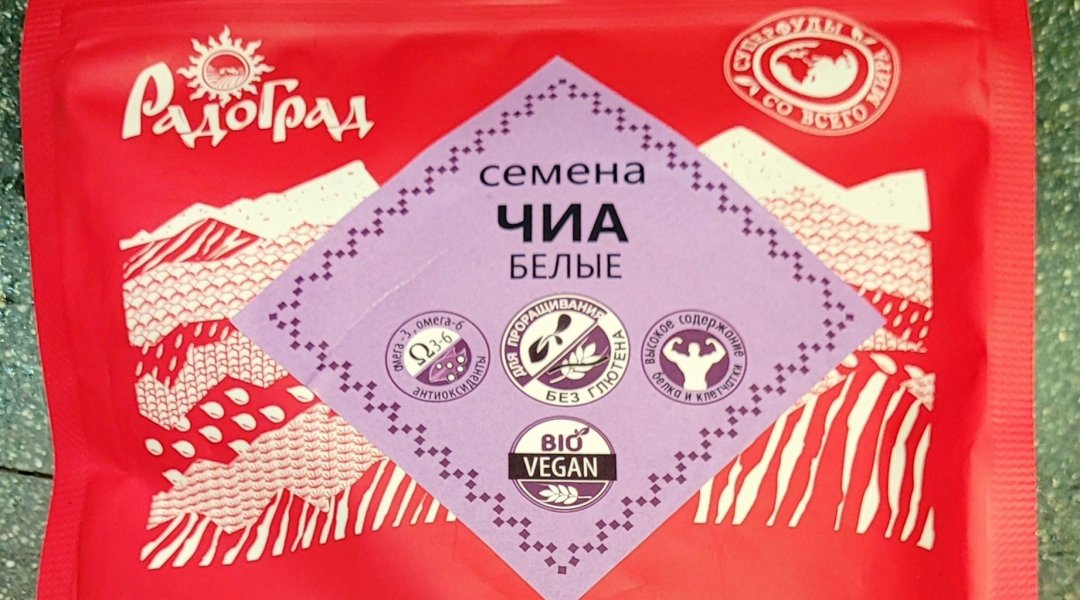 РадоГрад
СУПЕРФУДЫ
СО ВСЕГО МИРА
семена
ЧИА
БЕЛЫЕ
омега-3, омега-6
Ω3-6
антиоксиданты
ДЛЯ ПРОРАЩИВАНИЯ
БЕЗ ГЛЮТЕНА
высокое содержание
белка и клетчатки
BIO
VEGAN